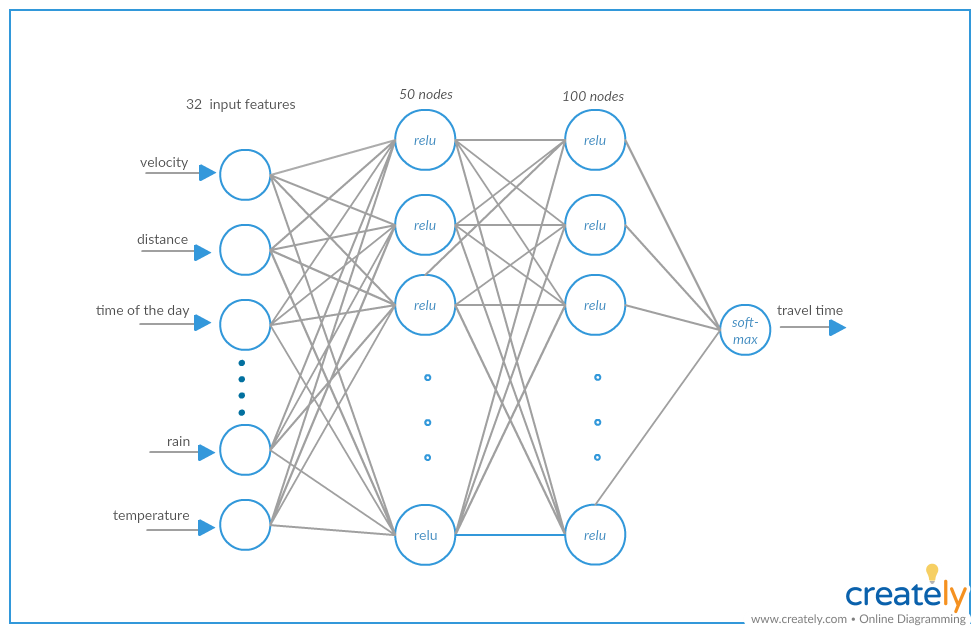 50 nodes
100 nodes
32 input features
relu
relu
velocity
relu
relu
distance
relu
relu
time of the day
travel time
soft-
max
rain
temperature
relu
relu
creately
www.creately.com • Online Diagramming